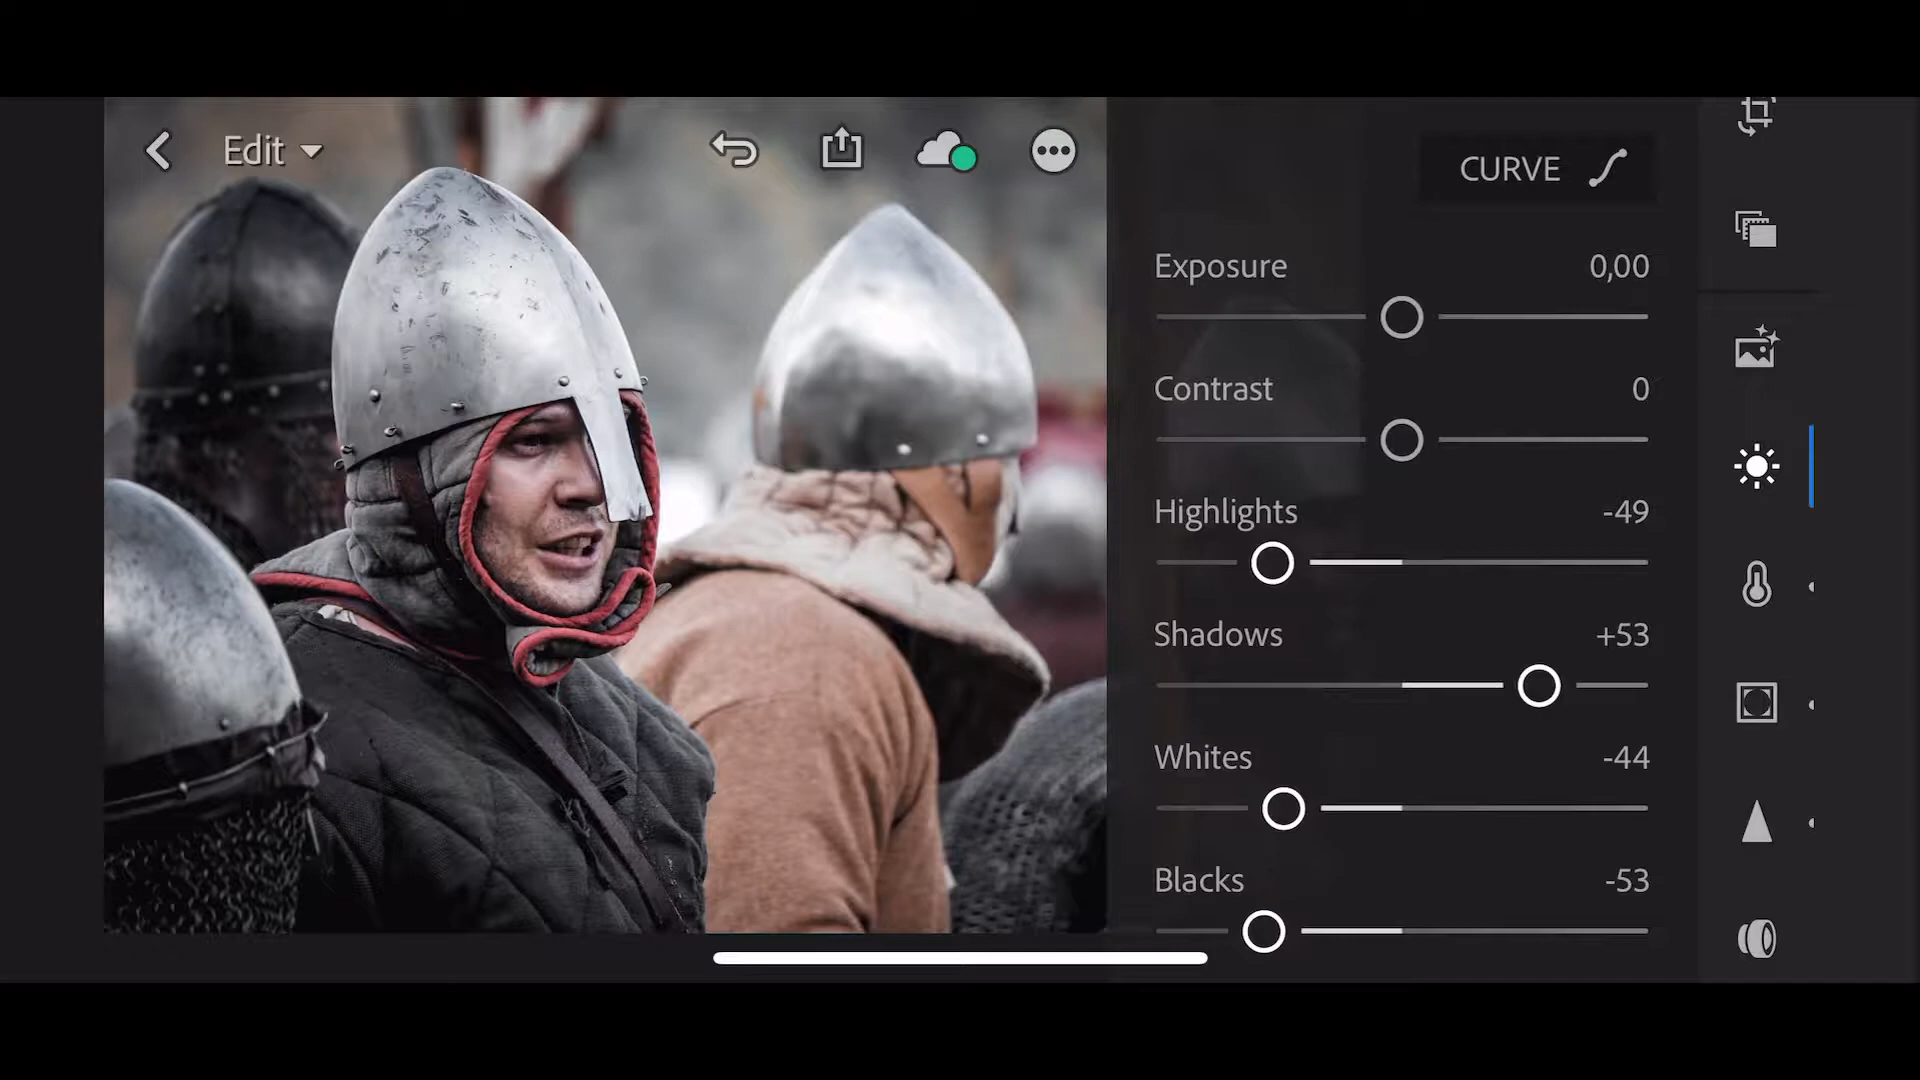 Edit
CURVE
Exposure 0,00
Contrast 0
Highlights -49
Shadows +53
Whites -44
Blacks -53